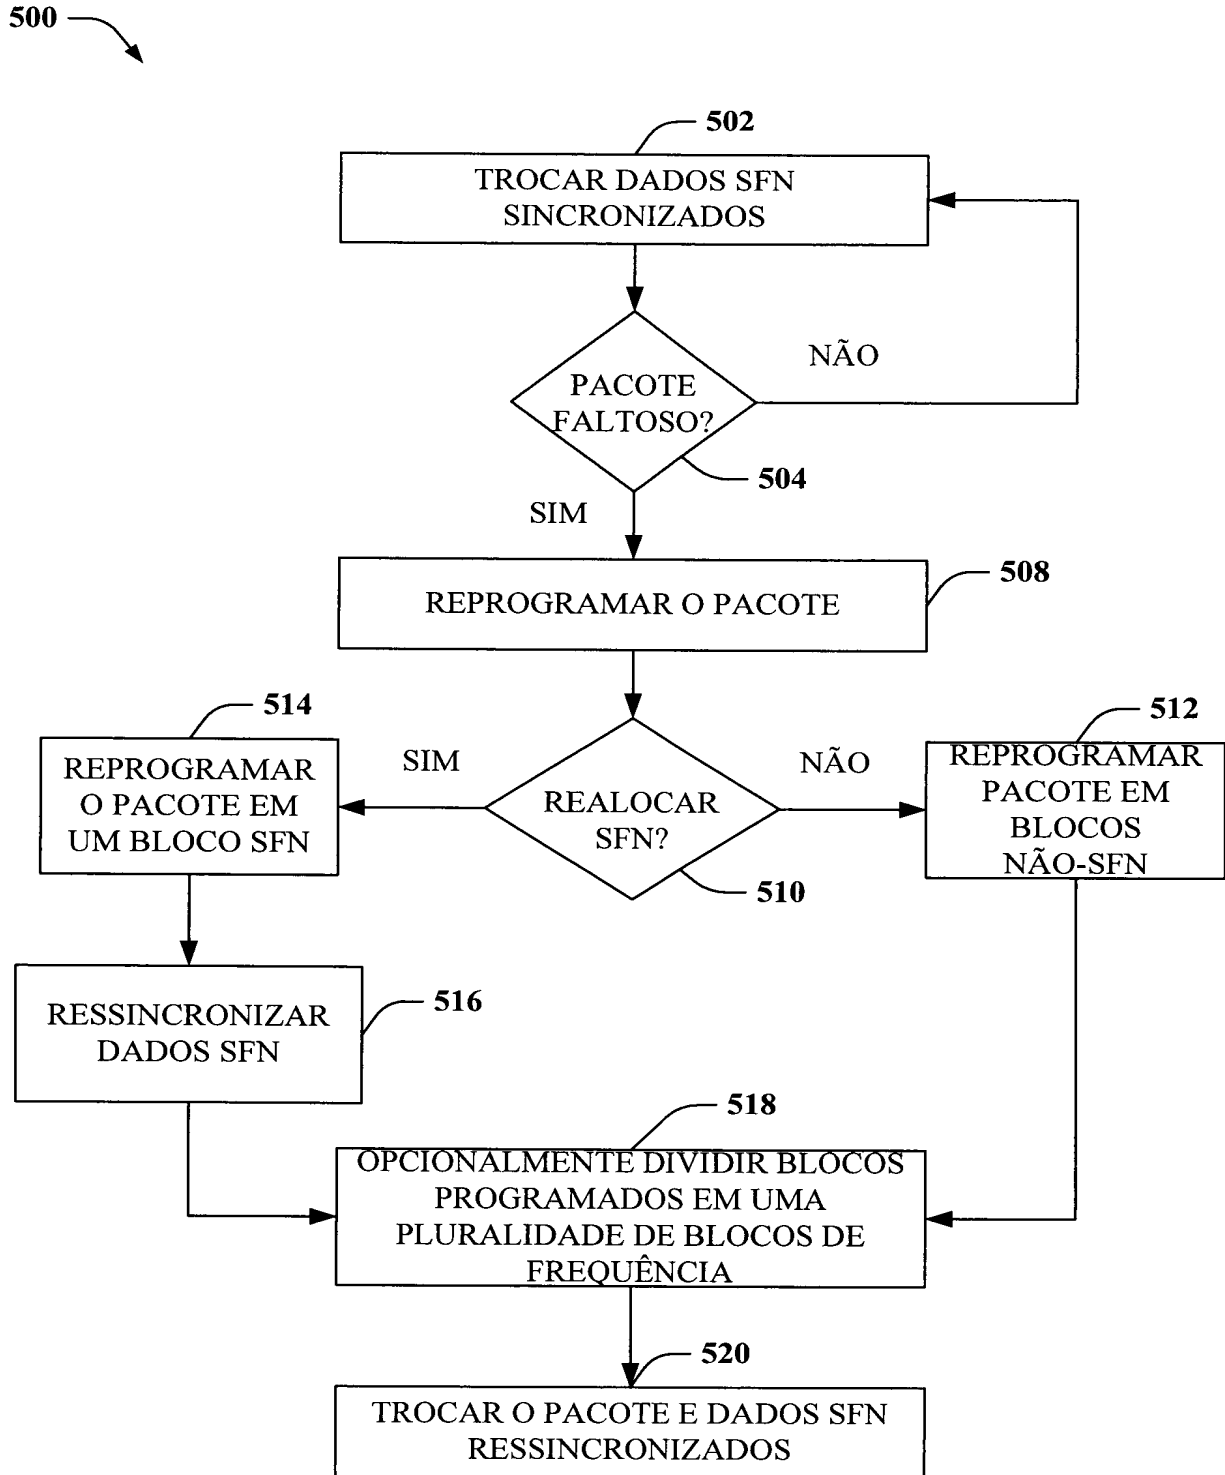 500
502
TROCAR DADOS SFN
SINCRONIZADOS
NÃO
PACOTE
FALTOSO?
504
SIM
508
REPROGRAMAR O PACOTE
514
512
SIM
NÃO
REPROGRAMAR
O PACOTE EM
UM BLOCO SFN
REALOCAR
SFN?
REPROGRAMAR
PACOTE EM
BLOCOS
NÃO-SFN
510
516
RESSINCRONIZAR
DADOS SFN
518
OPCIONALMENTE DIVIDIR BLOCOS
PROGRAMADOS EM UMA
PLURALIDADE DE BLOCOS DE
FREQUÊNCIA
520
TROCAR O PACOTE E DADOS SFN
RESSINCRONIZADOS